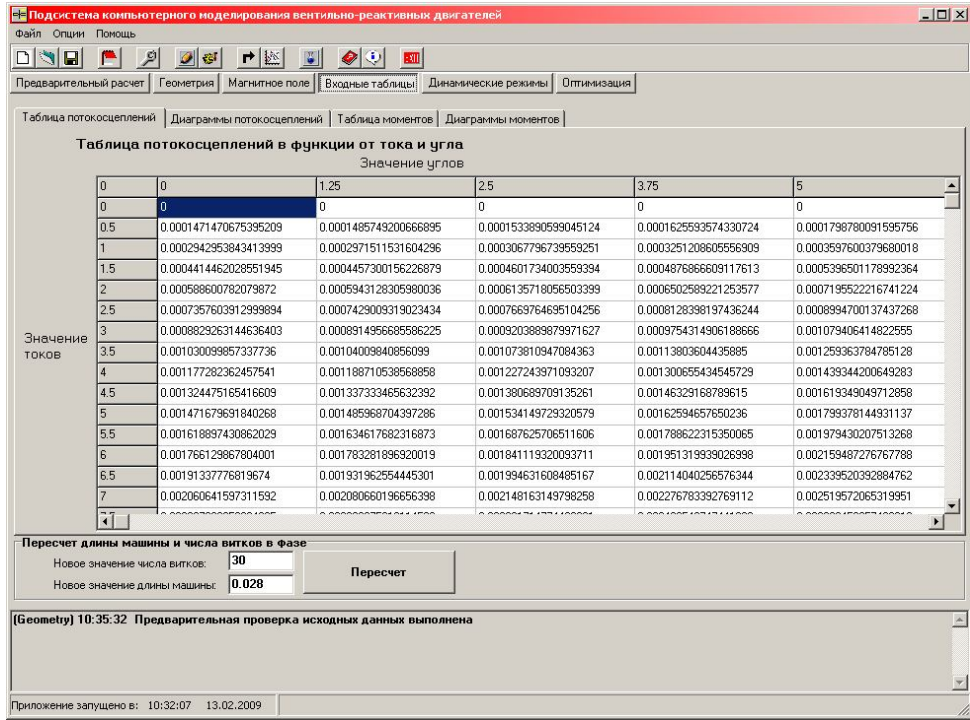 Подсистема компьютерного моделирования вентильно-реактивных двигателей
Файл Опции Помощь
Предварительный расчет Геометрия Магнитное поле Входные таблицы Динамические режимы Оптимизация
Таблица потокосцеплений Диаграммы потокосцеплений Таблица моментов Диаграммы моментов
Таблица потокосцеплений в функции от тока и угла
Значение углов
0 0 1.25 2.5 3.75 5
0 0 0 0 0 0
0.5 0.0001471470675395209 0.0001485749200666895 0.0001533890599045124 0.0001625593574330724 0.0001798780091595756
1 0.0002942953843413999 0.0002971511531604296 0.0003067796739559251 0.0003251208605556909 0.0003597600379680018
1.5 0.0004414462028551945 0.0004457300156226879 0.0004601734003559394 0.0004876866609117613 0.0005396501178992364
2 0.000588600782079872 0.0005943128305980036 0.0006135718056503399 0.0006502589221253577 0.0007195522216741224
2.5 0.0007357603912999894 0.0007429009319023434 0.0007669764695104256 0.0008128398197436244 0.0008994700137437268
3 0.0008829263144636403 0.0008914956685586225 0.0009203889879971627 0.0009754314906188666 0.001079406414822555
Значение
токов
3.5 0.001030099857337736 0.00104009840856099 0.001073810947084363 0.00113803604435885 0.001259363784785128
4 0.001177282362457541 0.001188710538568858 0.001227243971093207 0.001300655434545729 0.001439344200649283
4.5 0.001324475165416609 0.001337333465632392 0.001380689709135261 0.00146329168789615 0.001619349049712858
5 0.001471679691840268 0.001485968704397286 0.001534149729320579 0.00162594657650236 0.001799378144931137
5.5 0.001618897430862029 0.001634617682316873 0.001687625706511606 0.001788622315350065 0.001979430207513268
6 0.001766129867804001 0.001783281896920019 0.001841119320093711 0.001951319939026998 0.002159487276767788
6.5 0.00191337776819674 0.001931962554445301 0.00199463160848516​7 0.002114040256576344 0.002339520392884762
7 0.002060641597311592 0.002080660196656398 0.002148163149798258 0.002276783392769112 0.002519572065319951
Пересчет длины машины и числа витков в фазе
Новое значение числа витков: 30
Пересчет
Новое значение длины машины: 0.028
(Geometry) 10:35:32 Предварительная проверка исходных данных выполнена
Приложение запущено в: 10:32:07 13.02.2009